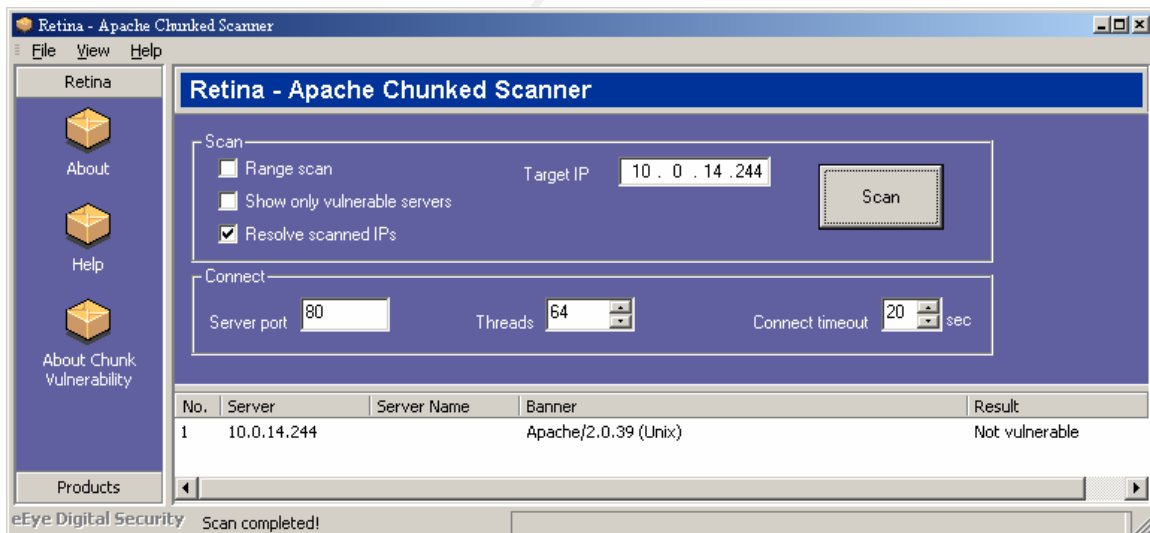 Retina - Apache Chunked Scanner
File View Help
Retina
About
Help
About Chunk
Vulnerability
Products
Retina - Apache Chunked Scanner
Scan
Range scan
Show only vulnerable servers
Resolve scanned IPs
Target IP 10 . 0 . 14 .244
Scan
Connect
Server port 80 Threads 64 Connect timeout 20 sec
No. Server Server Name Banner Result
1 10.0.14.244 Apache/2.0.39 (Unix) Not vulnerable
eEye Digital Security Scan completed!